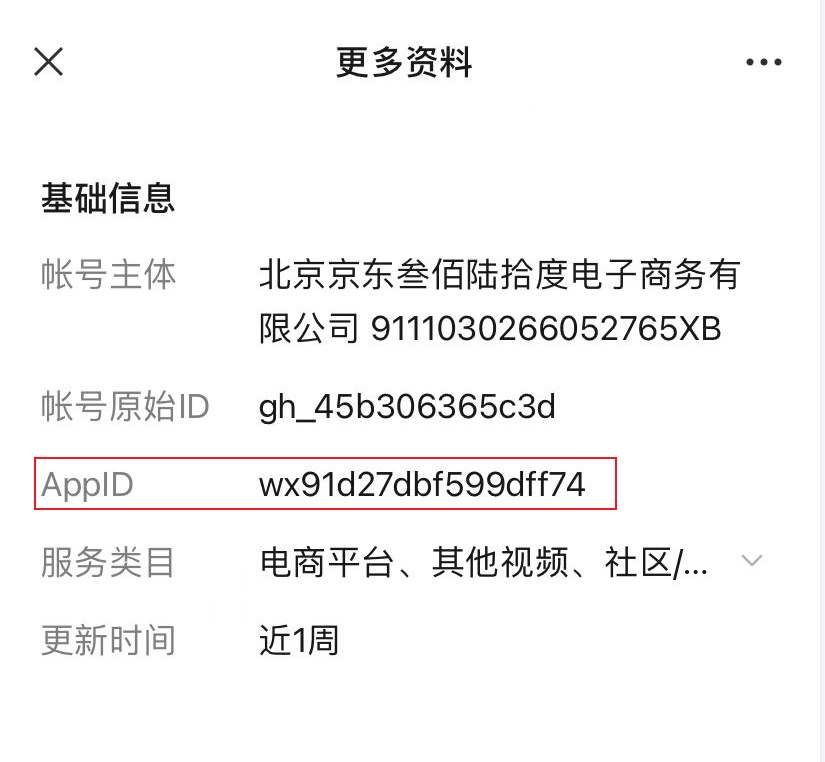 更多资料
基础信息
帐号主体 北京京东叁佰陆拾度电子商务有
限公司 91110302660527​65XB
帐号原始ID gh_45b306365c3d
AppID wx91d27dbf599dff74
服务类目 电商平台、其他视频、社区/...
更新时间 近1周